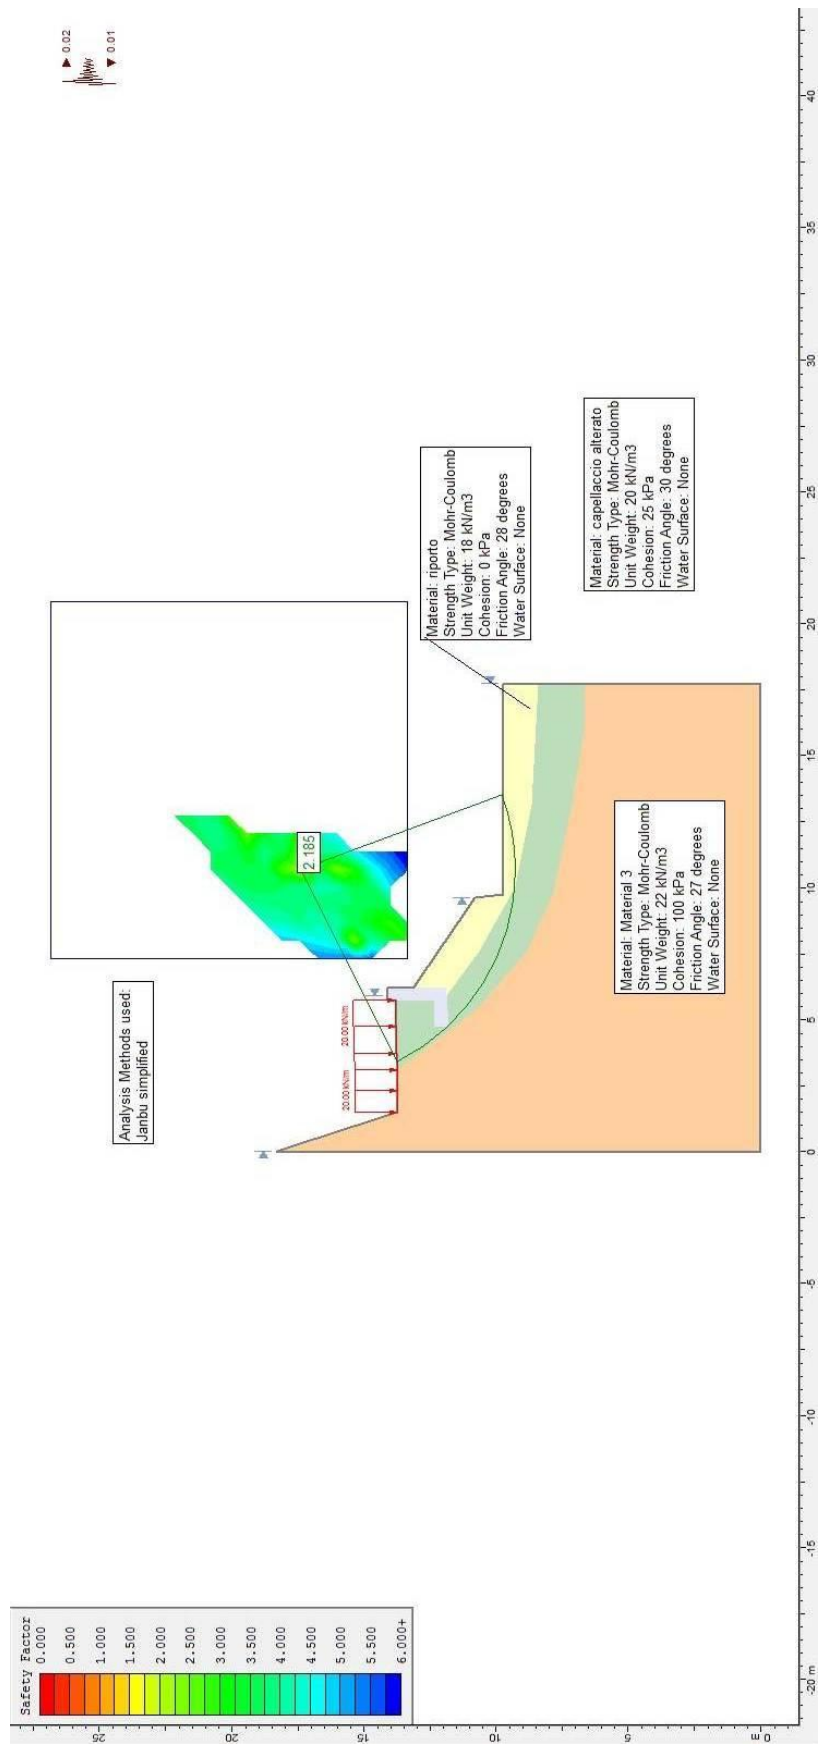 Safety Factor
0.000
0.500
1.000
1.500
2.000
2.500
3.000
3.500
4.000
4.500
5.000
5.500
6.000+
Analysis Methods used:
Janbu simplified
0.02
0.01
2.185
20.00 kN/m
20.00 kN/m
Material: riporto
Strength Type: Mohr-Coulomb
Unit Weight: 18 kN/m3
Cohesion: 0 kPa
Friction Angle: 28 degrees
Water Surface: None
Material: capellaccio alterato
Strength Type: Mohr-Coulomb
Unit Weight: 20 kN/m3
Cohesion: 25 kPa
Friction Angle: 30 degrees
Water Surface: None
Material: Material 3
Strength Type: Mohr-Coulomb
Unit Weight: 22 kN/m3
Cohesion: 100 kPa
Friction Angle: 27 degrees
Water Surface: None
25
20
15
10
5
0 m
-20 m
-15
-10
-5
0
5
10
15
20
25
30
35
40